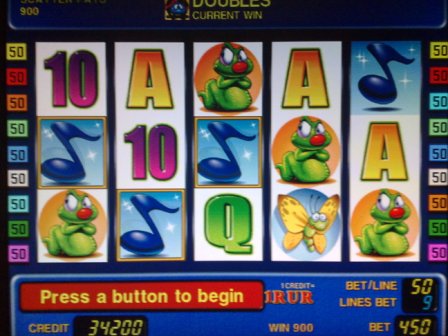 SCATTER PAYS
900
DOUBLES
CURRENT WIN
50 10 A A 50
50 50
50 50
50 50
50 10 A 50
50 50
50 50
50 Q 50
50 50
Press a button to begin
1 CREDIT=
1RUR
BET/LINE 50
LINES BET 9
CREDIT 34200
WIN 900
BET 450